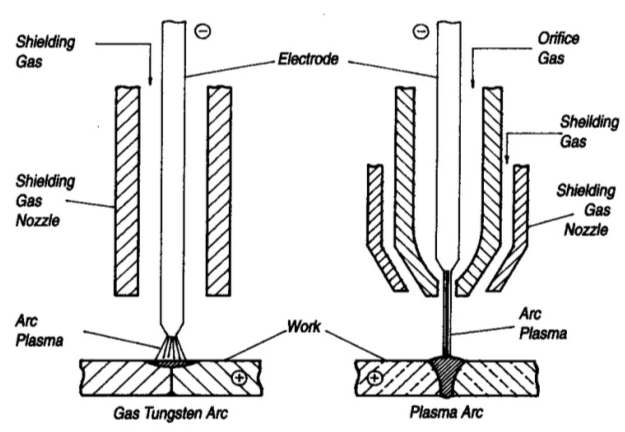 Shielding
Gas
⊖
Electrode
⊖
Orifice
Gas
Sheilding
Gas
Shielding
Gas
Nozzle
Shielding
Gas
Nozzle
Arc
Plasma
Work
Arc
Plasma
⊕
⊕
Gas Tungsten Arc
Plasma Arc